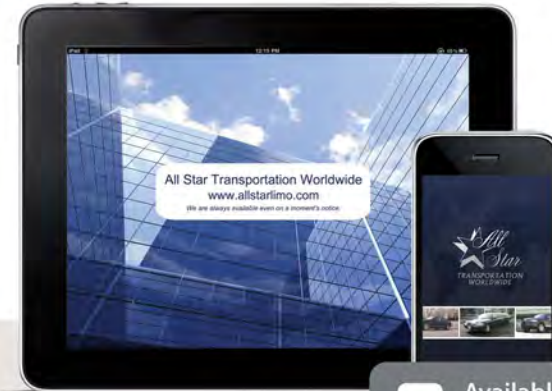 iPad
12:15 PM
All Star Transportation Worldwide
www.allstarlimo.com
We are always available even on a moment's notice.
All
Star
TRANSPORTATION
WORLDWIDE